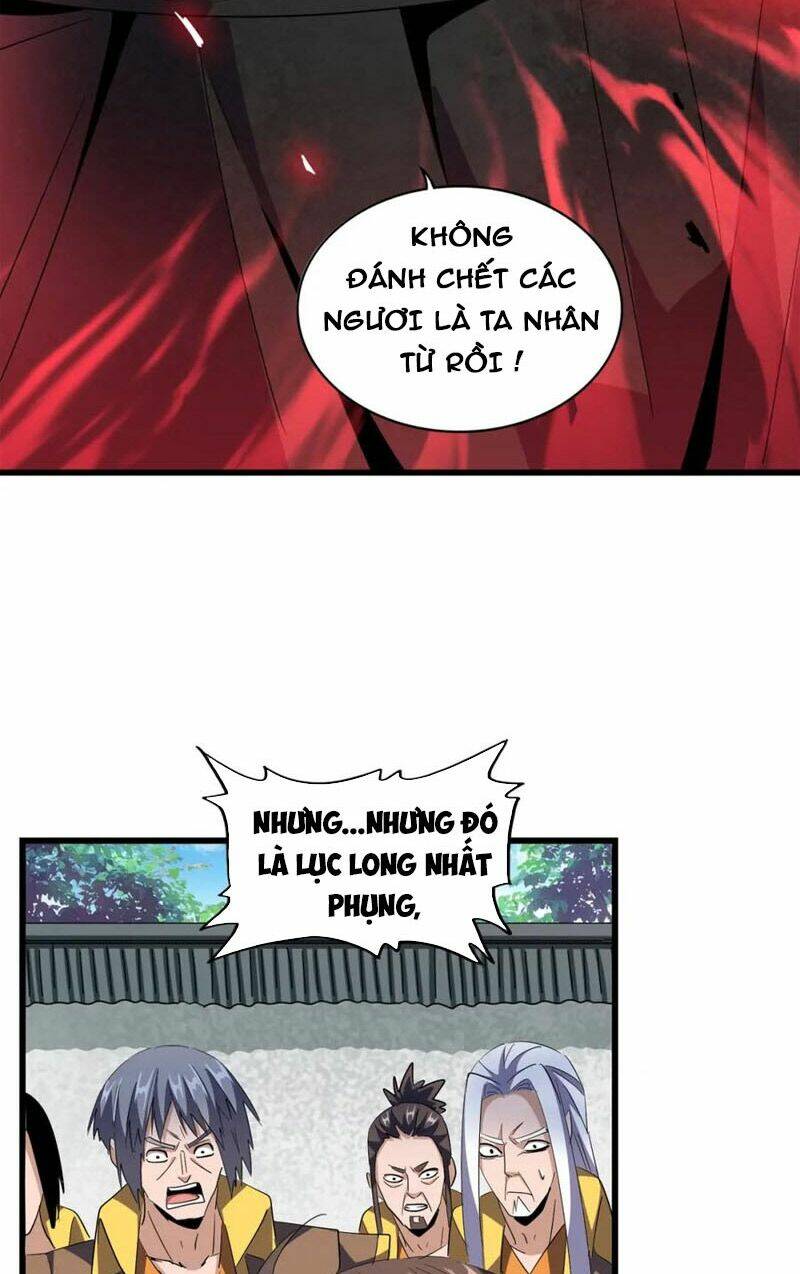 KHÔNG
ĐÁNH CHẾT CÁC
NGƯƠI LÀ TA NHÂN
TỪ RỒI !
NHƯNG...NHƯNG ĐÓ
LÀ LỤC LONG NHẤT
PHỤNG,